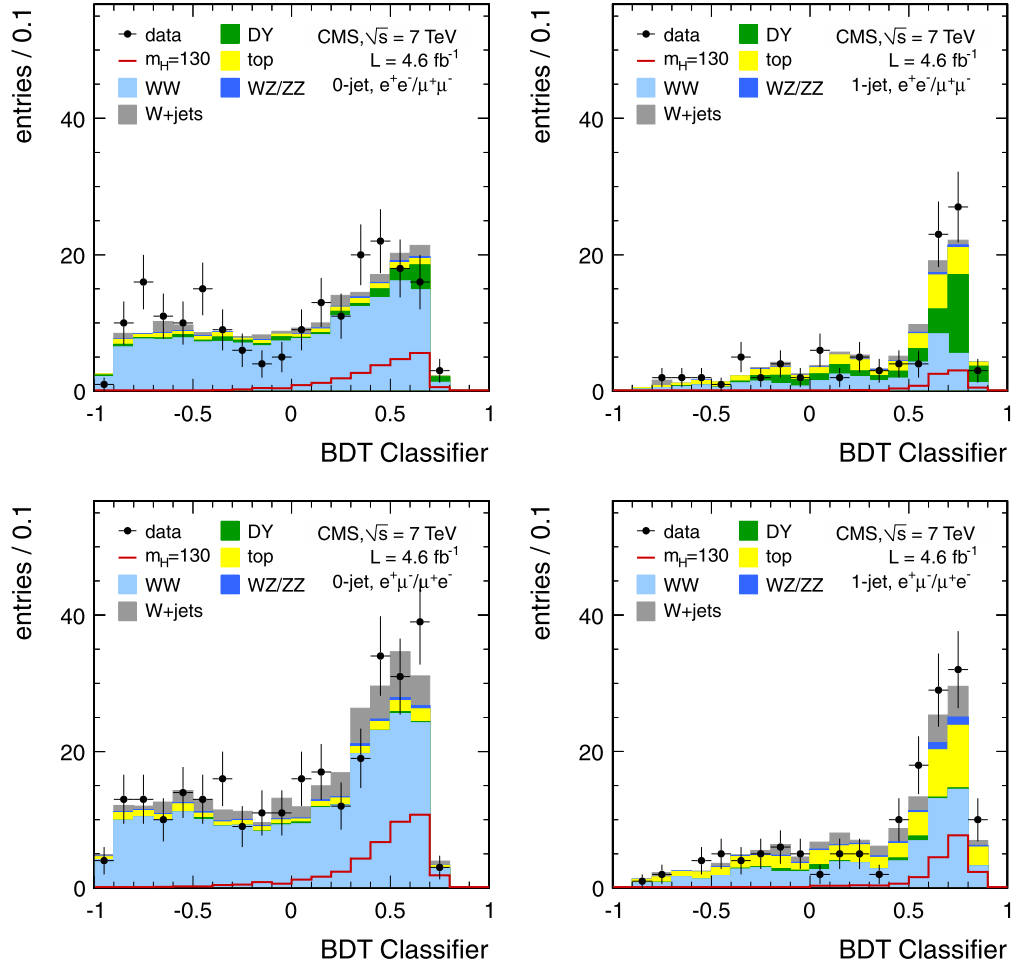 entries / 0.1
data
m_H=130
WW
W+jets
DY
top
WZ/ZZ
CMS, √s = 7 TeV
L = 4.6 fb⁻¹
0-jet, e⁺e⁻/μ⁺μ⁻
40
20
0
-1 -0.5 0 0.5 1
BDT Classifier
entries / 0.1
data
m_H=130
WW
W+jets
DY
top
WZ/ZZ
CMS, √s = 7 TeV
L = 4.6 fb⁻¹
1-jet, e⁺e⁻/μ⁺μ⁻
40
20
0
-1 -0.5 0 0.5 1
BDT Classifier
entries / 0.1
data
m_H=130
WW
W+jets
DY
top
WZ/ZZ
CMS, √s = 7 TeV
L = 4.6 fb⁻¹
0-jet, e⁺μ⁻/μ⁺e⁻
40
20
0
-1 -0.5 0 0.5 1
BDT Classifier
entries / 0.1
data
m_H=130
WW
W+jets
DY
top
WZ/ZZ
CMS, √s = 7 TeV
L = 4.6 fb⁻¹
1-jet, e⁺μ⁻/μ⁺e⁻
40
20
0
-1 -0.5 0 0.5 1
BDT Classifier